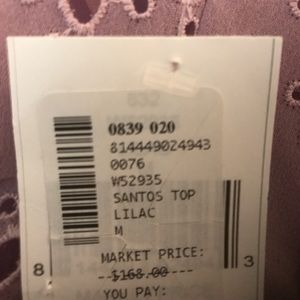 0839 020
814449024943
0076
W52935
SANTOS TOP
LILAC
M
MARKET PRICE:
$168.00
YOU PAY:
8
3